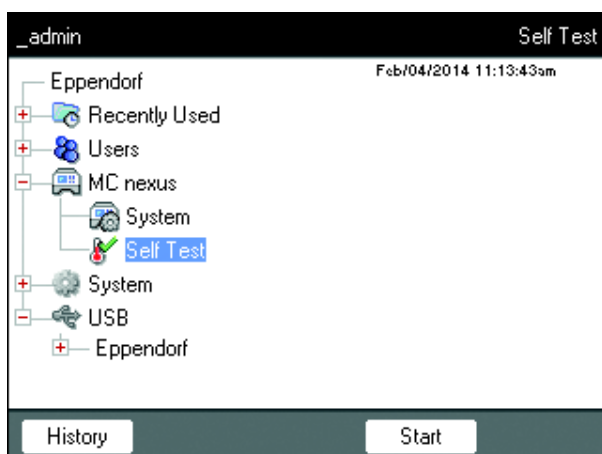 _admin Self Test
Feb/04/2014 11:13:43am
Eppendorf
Recently Used
Users
MC nexus
System
Self Test
System
USB
Eppendorf
History Start